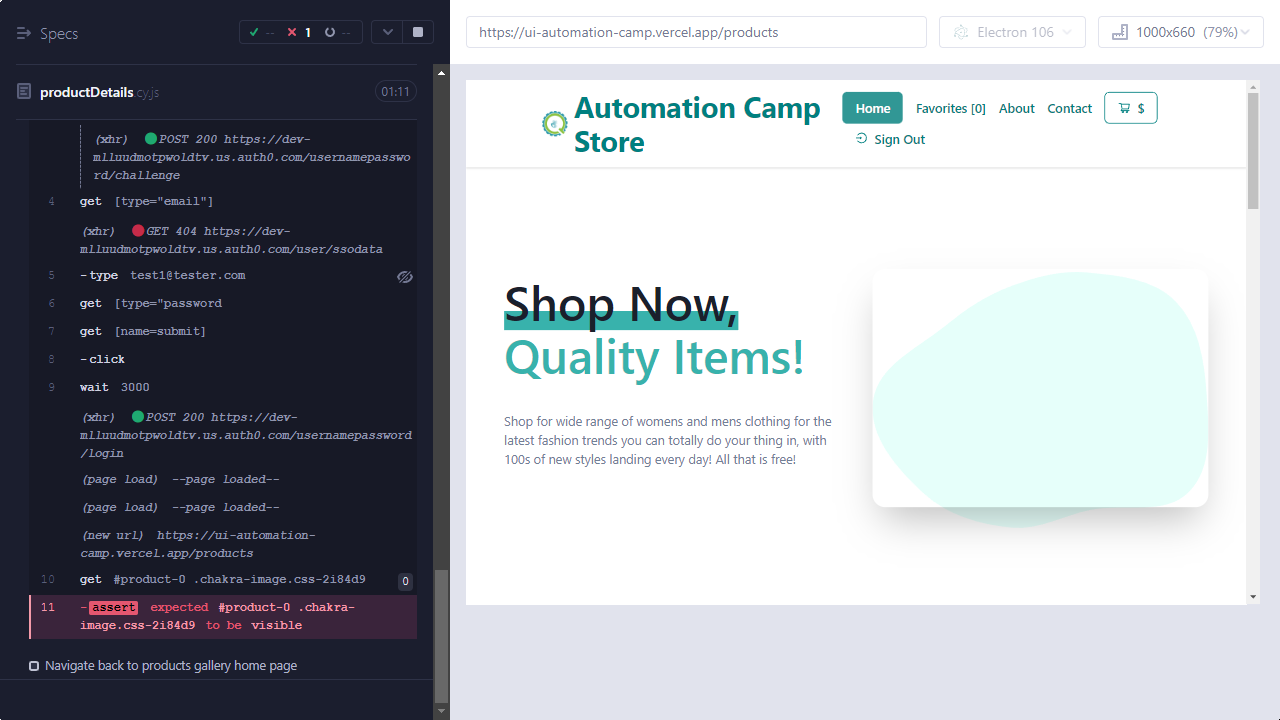 Specs
-- 1 --
productDetails.cy.js 01:11
(xhr) POST 200 https://dev-
mlluudmotpwoldtv.us.auth0.com/usernamepasswo
rd/challenge
4 get [type="email"]
(xhr) GET 404 https://dev-
mlluudmotpwoldtv.us.auth0.com/user/ssodata
5 -type test1@tester.com
6 get [type="password
7 get [name=submit]
8 -click
9 wait 3000
(xhr) POST 200 https://dev-
mlluudmotpwoldtv.us.auth0.com/usernamepassword
/login
(page load) --page loaded--
(page load) --page loaded--
(new url) https://ui-automation-
camp.vercel.app/products
10 get #product-0 .chakra-image.css-2i84d9 0
11 -assert expected #product-0 .chakra-
image.css-2i84d9 to be visible
Navigate back to products gallery home page
https://ui-automation-camp.vercel.app/products
Electron 106
1000x660 (79%)
Automation Camp
Store
Home Favorites [0] About Contact $
Sign Out
Shop Now,
Quality Items!
Shop for wide range of womens and mens clothing for the
latest fashion trends you can totally do your thing in, with
100s of new styles landing every day! All that is free!